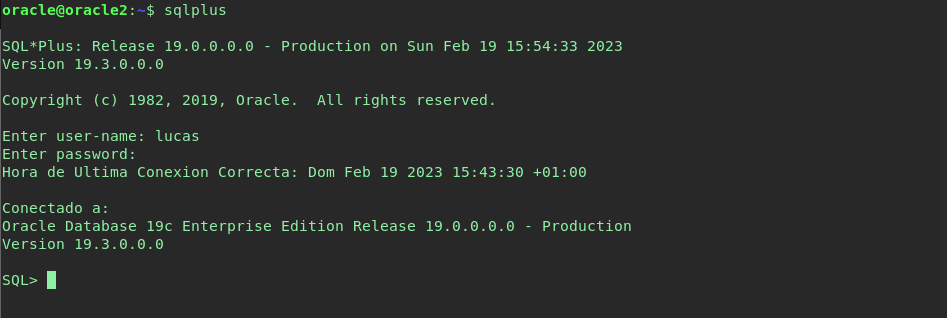 oracle@oracle2:~$ sqlplus
SQL*Plus: Release 19.0.0.0.0 - Production on Sun Feb 19 15:54:33 2023
Version 19.3.0.0.0
Copyright (c) 1982, 2019, Oracle.  All rights reserved.
Enter user-name: lucas
Enter password:
Hora de Ultima Conexion Correcta: Dom Feb 19 2023 15:43:30 +01:00
Conectado a:
Oracle Database 19c Enterprise Edition Release 19.0.0.0.0 - Production
Version 19.3.0.0.0
SQL>